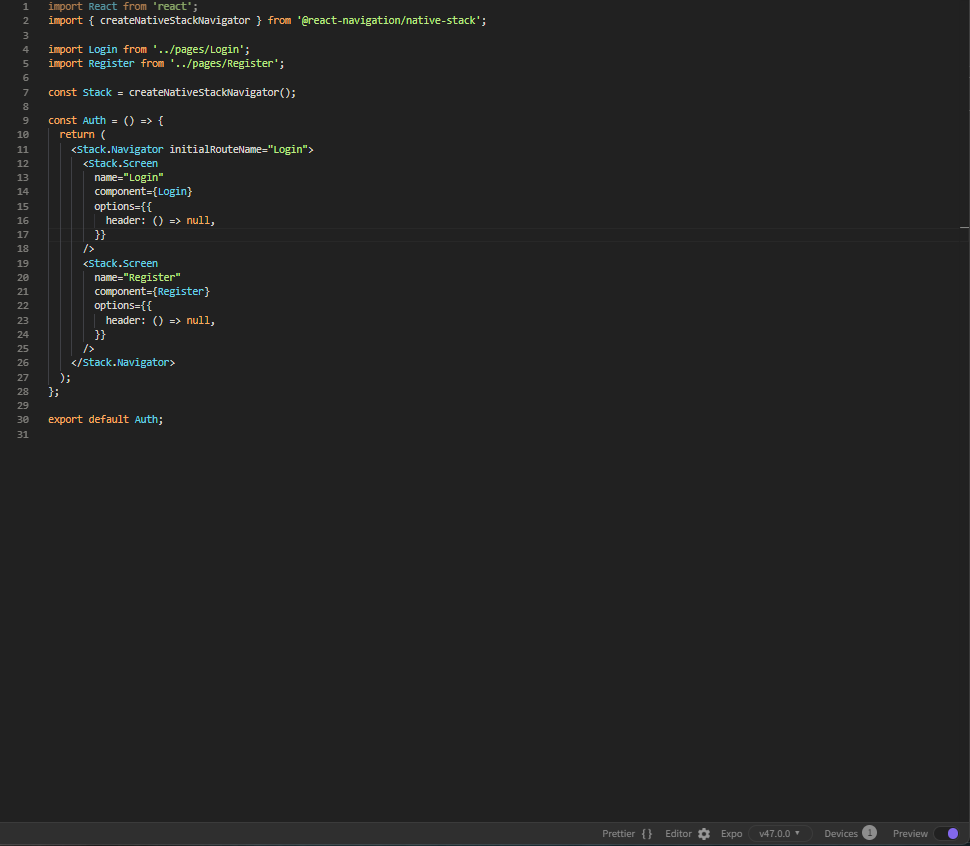 1 import React from 'react';
2 import { createNativeStackNavigator } from '@react-navigation/native-stack';
3
4 import Login from '../pages/Login';
5 import Register from '../pages/Register';
6
7 const Stack = createNativeStackNavigator();
8
9 const Auth = () => {
10   return (
11     <Stack.Navigator initialRouteName="Login">
12       <Stack.Screen
13         name="Login"
14         component={Login}
15         options={{
16           header: () => null,
17         }}
18       />
19       <Stack.Screen
20         name="Register"
21         component={Register}
22         options={{
23           header: () => null,
24         }}
25       />
26     </Stack.Navigator>
27   );
28 };
29
30 export default Auth;
31
Prettier {} Editor Expo v47.0.0 Devices 1 Preview